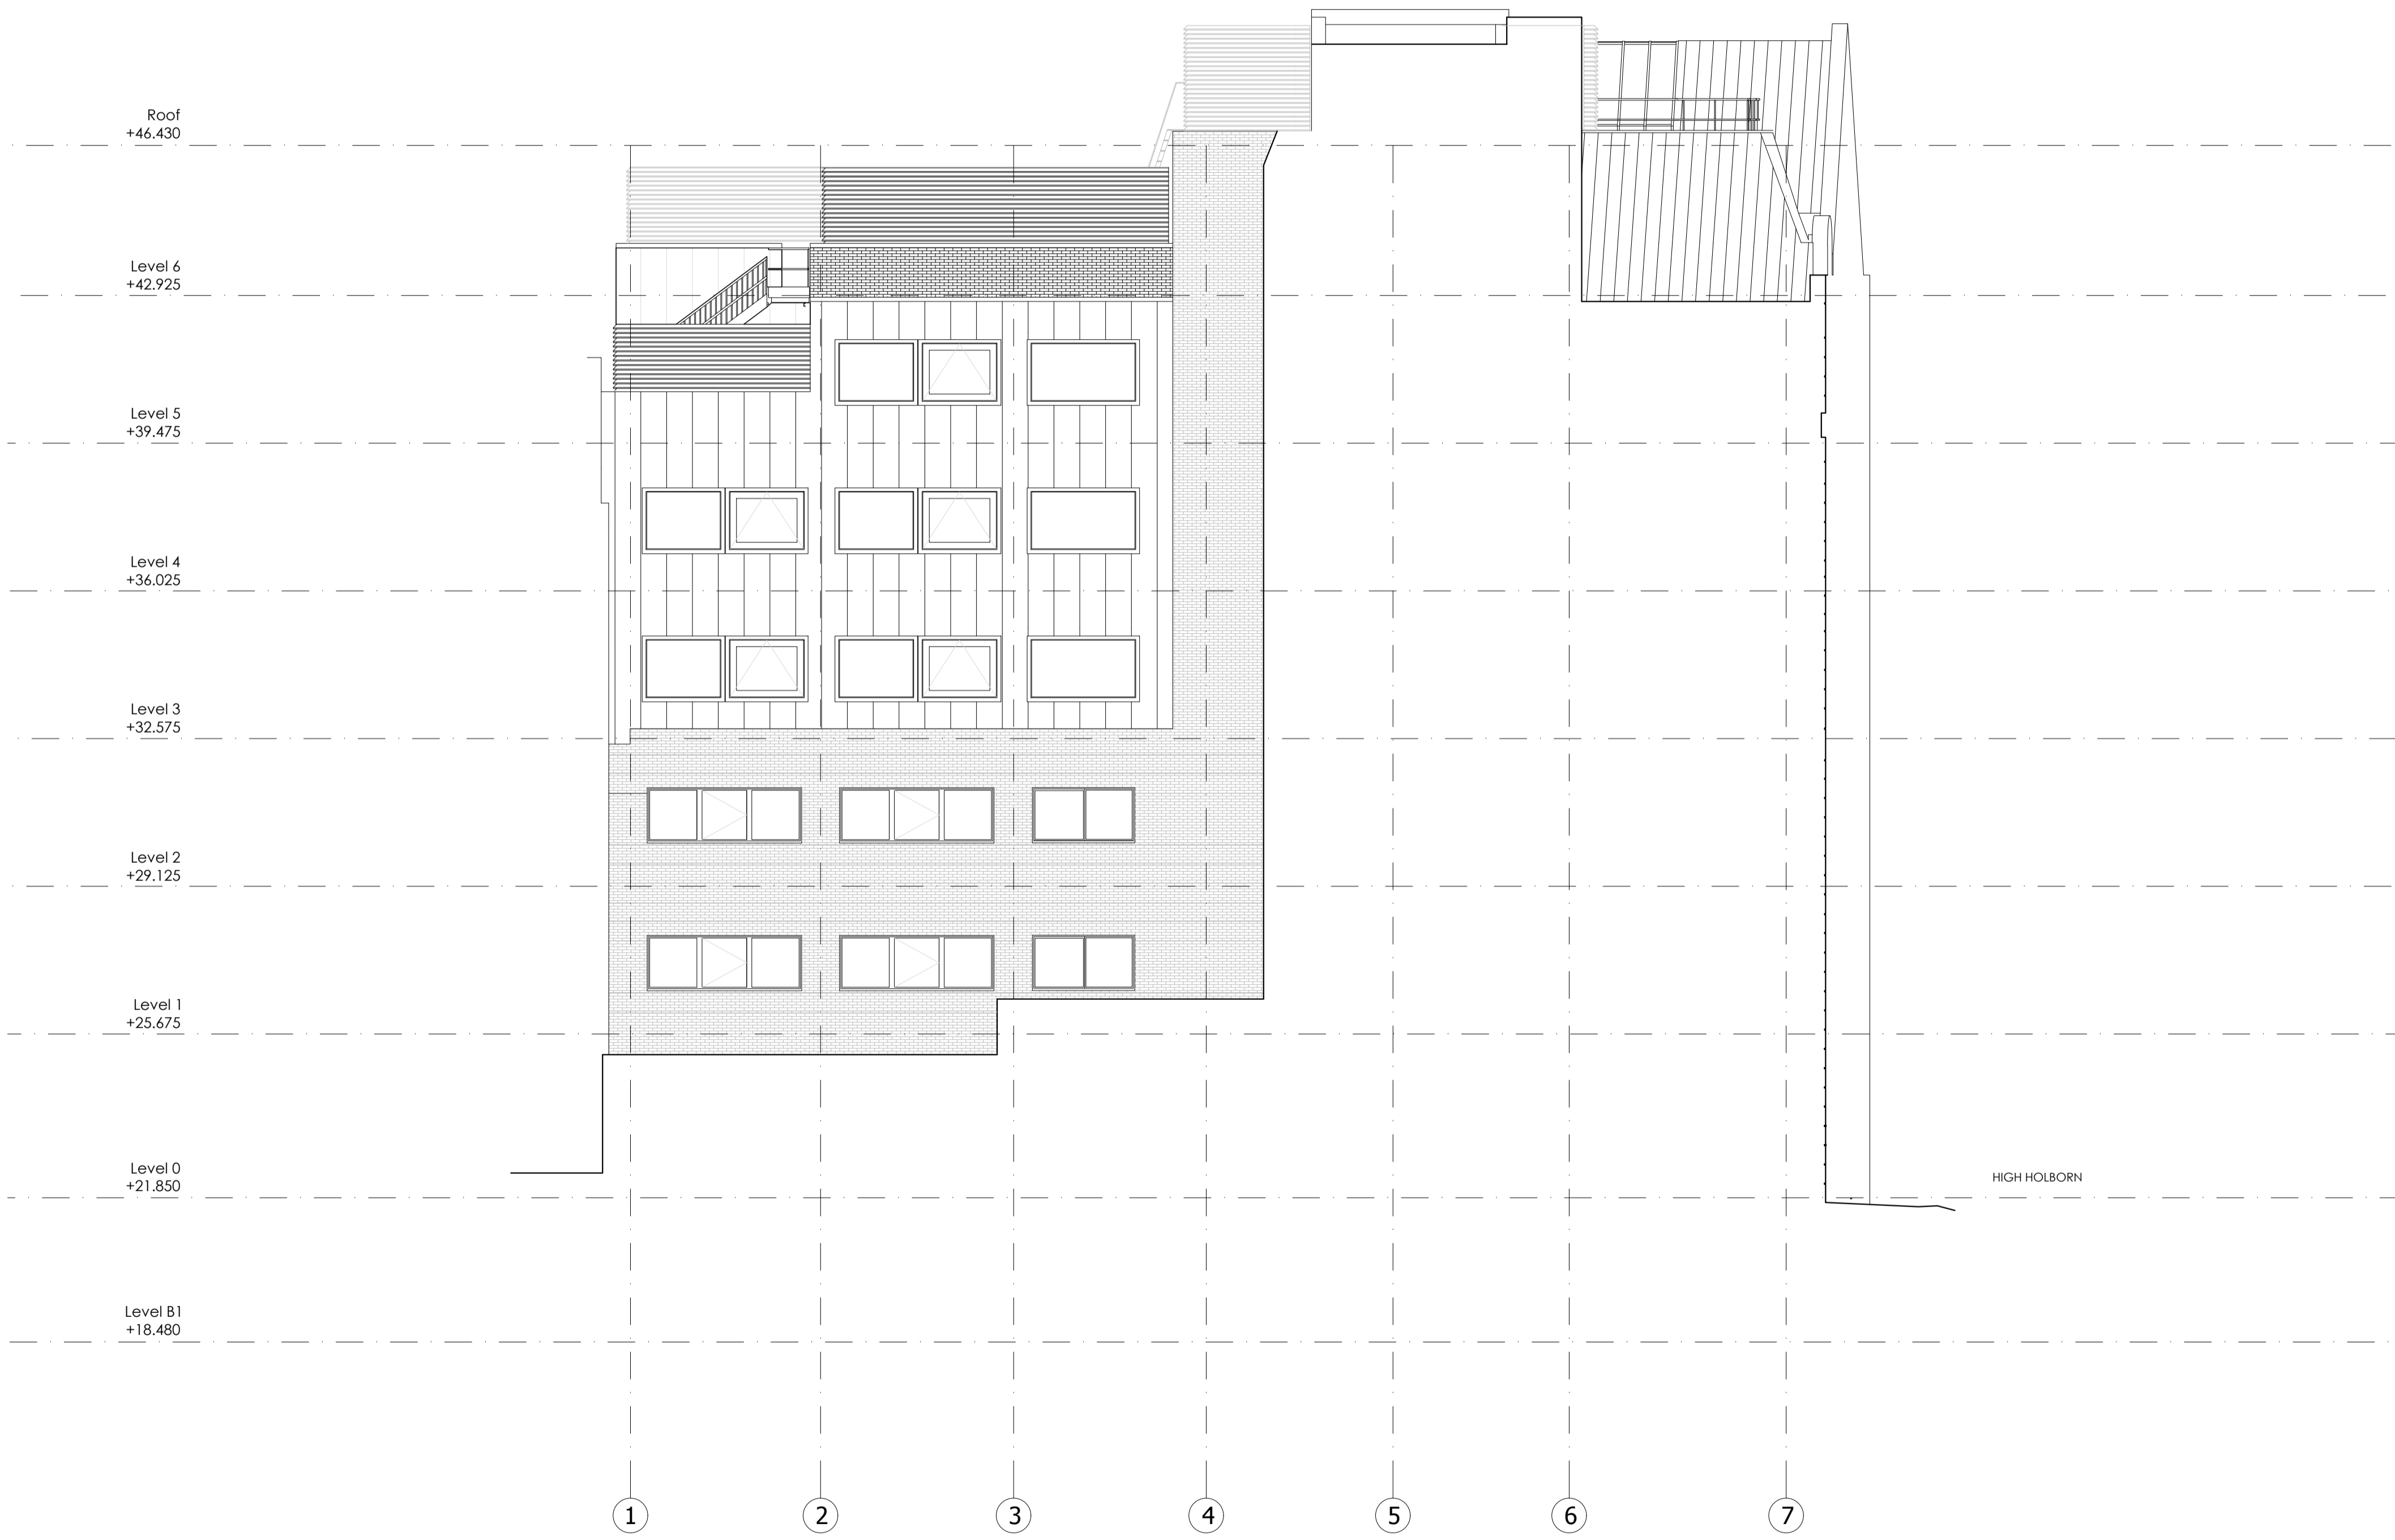 Roof
+46.430
Level 6
+42.925
Level 5
+39.475
Level 4
+36.025
Level 3
+32.575
Level 2
+29.125
Level 1
+25.675
Level 0
+21.850
HIGH HOLBORN
Level B1
+18.480
1 2 3 4 5 6 7